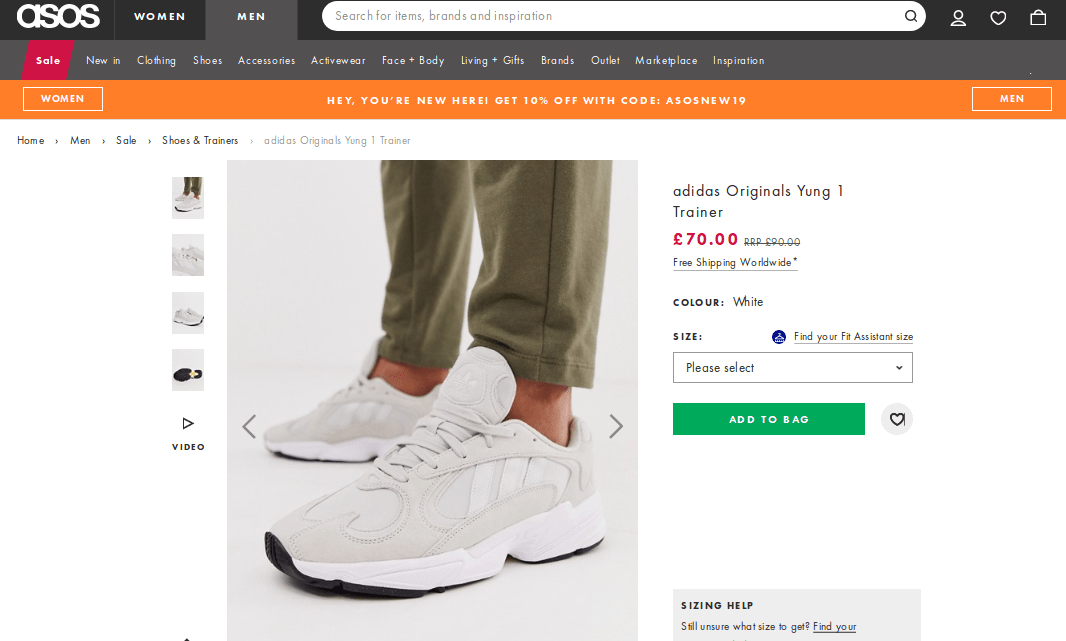 asos
WOMEN
MEN
Search for items, brands and inspiration
Sale
New in
Clothing
Shoes
Accessories
Activewear
Face + Body
Living + Gifts
Brands
Outlet
Marketplace
Inspiration
WOMEN
HEY, YOU'RE NEW HERE! GET 10% OFF WITH CODE: ASOSNEW19
MEN
Home › Men › Sale › Shoes & Trainers › adidas Originals Yung 1 Trainer
VIDEO
adidas Originals Yung 1
Trainer
£70.00 RRP £90.00
Free Shipping Worldwide*
COLOUR: White
SIZE:
Find your Fit Assistant size
Please select
ADD TO BAG
SIZING HELP
Still unsure what size to get? Find your